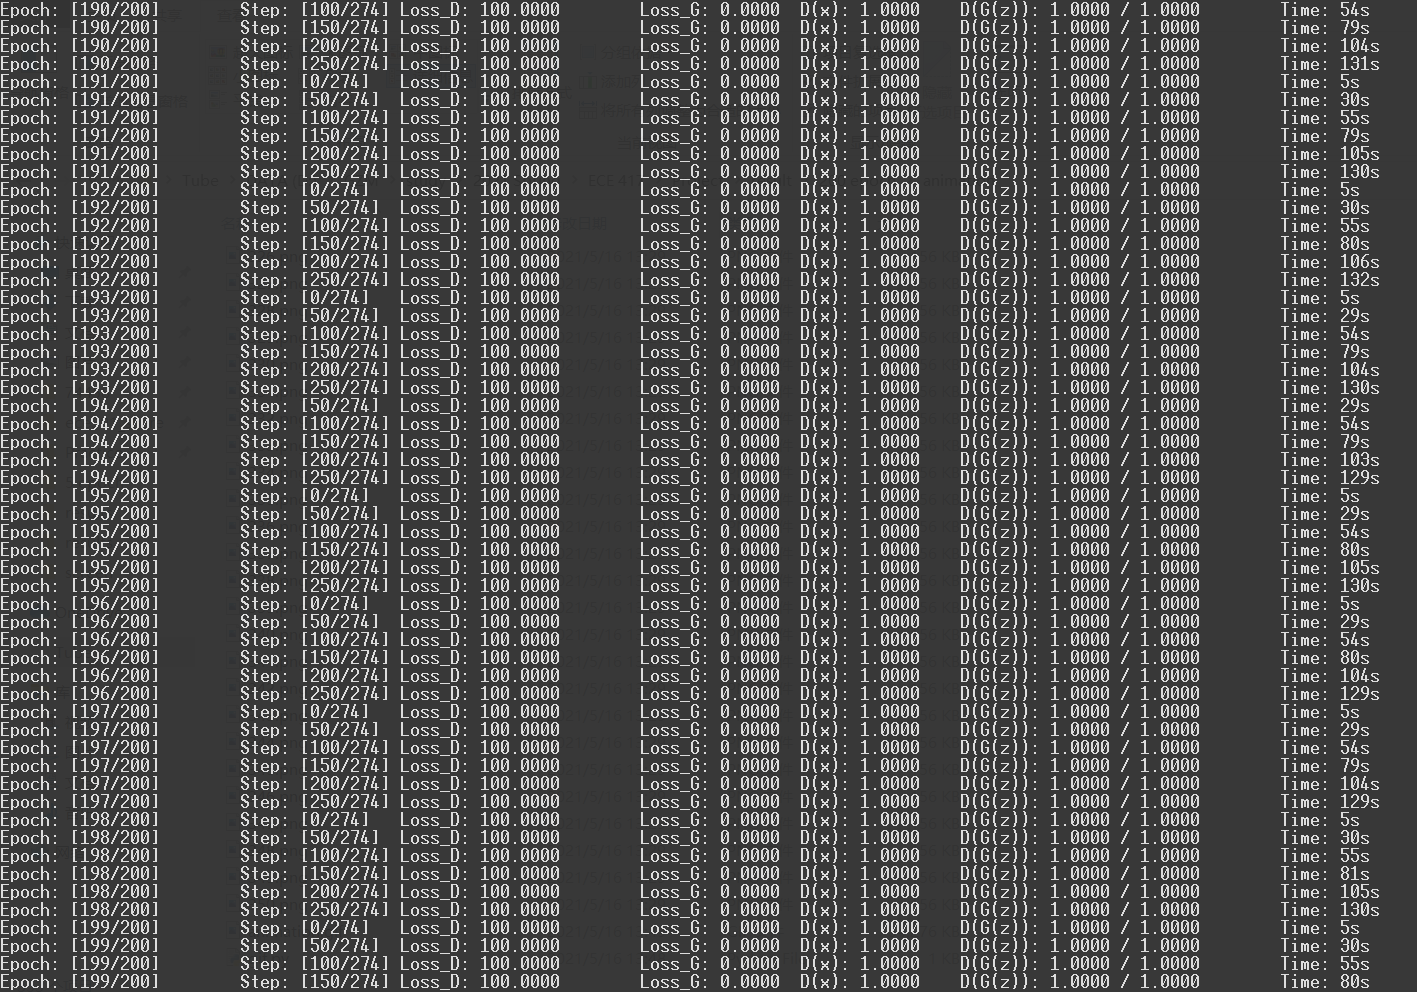 Epoch: [190/200] Step: [100/274] Loss_D: 100.0000 Loss_G: 0.0000 D(x): 1.0000 D(G(z)): 1.0000 / 1.0000 Time: 54s
Epoch: [190/200] Step: [150/274] Loss_D: 100.0000 Loss_G: 0.0000 D(x): 1.0000 D(G(z)): 1.0000 / 1.0000 Time: 79s
Epoch: [190/200] Step: [200/274] Loss_D: 100.0000 Loss_G: 0.0000 D(x): 1.0000 D(G(z)): 1.0000 / 1.0000 Time: 104s
Epoch: [190/200] Step: [250/274] Loss_D: 100.0000 Loss_G: 0.0000 D(x): 1.0000 D(G(z)): 1.0000 / 1.0000 Time: 131s
Epoch: [191/200] Step: [0/274] Loss_D: 100.0000 Loss_G: 0.0000 D(x): 1.0000 D(G(z)): 1.0000 / 1.0000 Time: 5s
Epoch: [191/200] Step: [50/274] Loss_D: 100.0000 Loss_G: 0.0000 D(x): 1.0000 D(G(z)): 1.0000 / 1.0000 Time: 30s
Epoch: [191/200] Step: [100/274] Loss_D: 100.0000 Loss_G: 0.0000 D(x): 1.0000 D(G(z)): 1.0000 / 1.0000 Time: 55s
Epoch: [191/200] Step: [150/274] Loss_D: 100.0000 Loss_G: 0.0000 D(x): 1.0000 D(G(z)): 1.0000 / 1.0000 Time: 79s
Epoch: [191/200] Step: [200/274] Loss_D: 100.0000 Loss_G: 0.0000 D(x): 1.0000 D(G(z)): 1.0000 / 1.0000 Time: 105s
Epoch: [191/200] Step: [250/274] Loss_D: 100.0000 Loss_G: 0.0000 D(x): 1.0000 D(G(z)): 1.0000 / 1.0000 Time: 130s
Epoch: [192/200] Step: [0/274] Loss_D: 100.0000 Loss_G: 0.0000 D(x): 1.0000 D(G(z)): 1.0000 / 1.0000 Time: 5s
Epoch: [192/200] Step: [50/274] Loss_D: 100.0000 Loss_G: 0.0000 D(x): 1.0000 D(G(z)): 1.0000 / 1.0000 Time: 30s
Epoch: [192/200] Step: [100/274] Loss_D: 100.0000 Loss_G: 0.0000 D(x): 1.0000 D(G(z)): 1.0000 / 1.0000 Time: 55s
Epoch: [192/200] Step: [150/274] Loss_D: 100.0000 Loss_G: 0.0000 D(x): 1.0000 D(G(z)): 1.0000 / 1.0000 Time: 80s
Epoch: [192/200] Step: [200/274] Loss_D: 100.0000 Loss_G: 0.0000 D(x): 1.0000 D(G(z)): 1.0000 / 1.0000 Time: 106s
Epoch: [192/200] Step: [250/274] Loss_D: 100.0000 Loss_G: 0.0000 D(x): 1.0000 D(G(z)): 1.0000 / 1.0000 Time: 132s
Epoch: [193/200] Step: [0/274] Loss_D: 100.0000 Loss_G: 0.0000 D(x): 1.0000 D(G(z)): 1.0000 / 1.0000 Time: 5s
Epoch: [193/200] Step: [50/274] Loss_D: 100.0000 Loss_G: 0.0000 D(x): 1.0000 D(G(z)): 1.0000 / 1.0000 Time: 29s
Epoch: [193/200] Step: [100/274] Loss_D: 100.0000 Loss_G: 0.0000 D(x): 1.0000 D(G(z)): 1.0000 / 1.0000 Time: 54s
Epoch: [193/200] Step: [150/274] Loss_D: 100.0000 Loss_G: 0.0000 D(x): 1.0000 D(G(z)): 1.0000 / 1.0000 Time: 79s
Epoch: [193/200] Step: [200/274] Loss_D: 100.0000 Loss_G: 0.0000 D(x): 1.0000 D(G(z)): 1.0000 / 1.0000 Time: 104s
Epoch: [193/200] Step: [250/274] Loss_D: 100.0000 Loss_G: 0.0000 D(x): 1.0000 D(G(z)): 1.0000 / 1.0000 Time: 130s
Epoch: [194/200] Step: [50/274] Loss_D: 100.0000 Loss_G: 0.0000 D(x): 1.0000 D(G(z)): 1.0000 / 1.0000 Time: 29s
Epoch: [194/200] Step: [100/274] Loss_D: 100.0000 Loss_G: 0.0000 D(x): 1.0000 D(G(z)): 1.0000 / 1.0000 Time: 54s
Epoch: [194/200] Step: [150/274] Loss_D: 100.0000 Loss_G: 0.0000 D(x): 1.0000 D(G(z)): 1.0000 / 1.0000 Time: 79s
Epoch: [194/200] Step: [200/274] Loss_D: 100.0000 Loss_G: 0.0000 D(x): 1.0000 D(G(z)): 1.0000 / 1.0000 Time: 103s
Epoch: [194/200] Step: [250/274] Loss_D: 100.0000 Loss_G: 0.0000 D(x): 1.0000 D(G(z)): 1.0000 / 1.0000 Time: 129s
Epoch: [195/200] Step: [0/274] Loss_D: 100.0000 Loss_G: 0.0000 D(x): 1.0000 D(G(z)): 1.0000 / 1.0000 Time: 5s
Epoch: [195/200] Step: [50/274] Loss_D: 100.0000 Loss_G: 0.0000 D(x): 1.0000 D(G(z)): 1.0000 / 1.0000 Time: 29s
Epoch: [195/200] Step: [100/274] Loss_D: 100.0000 Loss_G: 0.0000 D(x): 1.0000 D(G(z)): 1.0000 / 1.0000 Time: 54s
Epoch: [195/200] Step: [150/274] Loss_D: 100.0000 Loss_G: 0.0000 D(x): 1.0000 D(G(z)): 1.0000 / 1.0000 Time: 80s
Epoch: [195/200] Step: [200/274] Loss_D: 100.0000 Loss_G: 0.0000 D(x): 1.0000 D(G(z)): 1.0000 / 1.0000 Time: 105s
Epoch: [195/200] Step: [250/274] Loss_D: 100.0000 Loss_G: 0.0000 D(x): 1.0000 D(G(z)): 1.0000 / 1.0000 Time: 130s
Epoch: [196/200] Step: [0/274] Loss_D: 100.0000 Loss_G: 0.0000 D(x): 1.0000 D(G(z)): 1.0000 / 1.0000 Time: 5s
Epoch: [196/200] Step: [50/274] Loss_D: 100.0000 Loss_G: 0.0000 D(x): 1.0000 D(G(z)): 1.0000 / 1.0000 Time: 29s
Epoch: [196/200] Step: [100/274] Loss_D: 100.0000 Loss_G: 0.0000 D(x): 1.0000 D(G(z)): 1.0000 / 1.0000 Time: 54s
Epoch: [196/200] Step: [150/274] Loss_D: 100.0000 Loss_G: 0.0000 D(x): 1.0000 D(G(z)): 1.0000 / 1.0000 Time: 80s
Epoch: [196/200] Step: [200/274] Loss_D: 100.0000 Loss_G: 0.0000 D(x): 1.0000 D(G(z)): 1.0000 / 1.0000 Time: 104s
Epoch: [196/200] Step: [250/274] Loss_D: 100.0000 Loss_G: 0.0000 D(x): 1.0000 D(G(z)): 1.0000 / 1.0000 Time: 129s
Epoch: [197/200] Step: [0/274] Loss_D: 100.0000 Loss_G: 0.0000 D(x): 1.0000 D(G(z)): 1.0000 / 1.0000 Time: 5s
Epoch: [197/200] Step: [50/274] Loss_D: 100.0000 Loss_G: 0.0000 D(x): 1.0000 D(G(z)): 1.0000 / 1.0000 Time: 29s
Epoch: [197/200] Step: [100/274] Loss_D: 100.0000 Loss_G: 0.0000 D(x): 1.0000 D(G(z)): 1.0000 / 1.0000 Time: 54s
Epoch: [197/200] Step: [150/274] Loss_D: 100.0000 Loss_G: 0.0000 D(x): 1.0000 D(G(z)): 1.0000 / 1.0000 Time: 79s
Epoch: [197/200] Step: [200/274] Loss_D: 100.0000 Loss_G: 0.0000 D(x): 1.0000 D(G(z)): 1.0000 / 1.0000 Time: 104s
Epoch: [197/200] Step: [250/274] Loss_D: 100.0000 Loss_G: 0.0000 D(x): 1.0000 D(G(z)): 1.0000 / 1.0000 Time: 129s
Epoch: [198/200] Step: [0/274] Loss_D: 100.0000 Loss_G: 0.0000 D(x): 1.0000 D(G(z)): 1.0000 / 1.0000 Time: 5s
Epoch: [198/200] Step: [50/274] Loss_D: 100.0000 Loss_G: 0.0000 D(x): 1.0000 D(G(z)): 1.0000 / 1.0000 Time: 30s
Epoch: [198/200] Step: [100/274] Loss_D: 100.0000 Loss_G: 0.0000 D(x): 1.0000 D(G(z)): 1.0000 / 1.0000 Time: 55s
Epoch: [198/200] Step: [150/274] Loss_D: 100.0000 Loss_G: 0.0000 D(x): 1.0000 D(G(z)): 1.0000 / 1.0000 Time: 81s
Epoch: [198/200] Step: [200/274] Loss_D: 100.0000 Loss_G: 0.0000 D(x): 1.0000 D(G(z)): 1.0000 / 1.0000 Time: 105s
Epoch: [198/200] Step: [250/274] Loss_D: 100.0000 Loss_G: 0.0000 D(x): 1.0000 D(G(z)): 1.0000 / 1.0000 Time: 130s
Epoch: [199/200] Step: [0/274] Loss_D: 100.0000 Loss_G: 0.0000 D(x): 1.0000 D(G(z)): 1.0000 / 1.0000 Time: 5s
Epoch: [199/200] Step: [50/274] Loss_D: 100.0000 Loss_G: 0.0000 D(x): 1.0000 D(G(z)): 1.0000 / 1.0000 Time: 30s
Epoch: [199/200] Step: [100/274] Loss_D: 100.0000 Loss_G: 0.0000 D(x): 1.0000 D(G(z)): 1.0000 / 1.0000 Time: 55s
Epoch: [199/200] Step: [150/274] Loss_D: 100.0000 Loss_G: 0.0000 D(x): 1.0000 D(G(z)): 1.0000 / 1.0000 Time: 80s